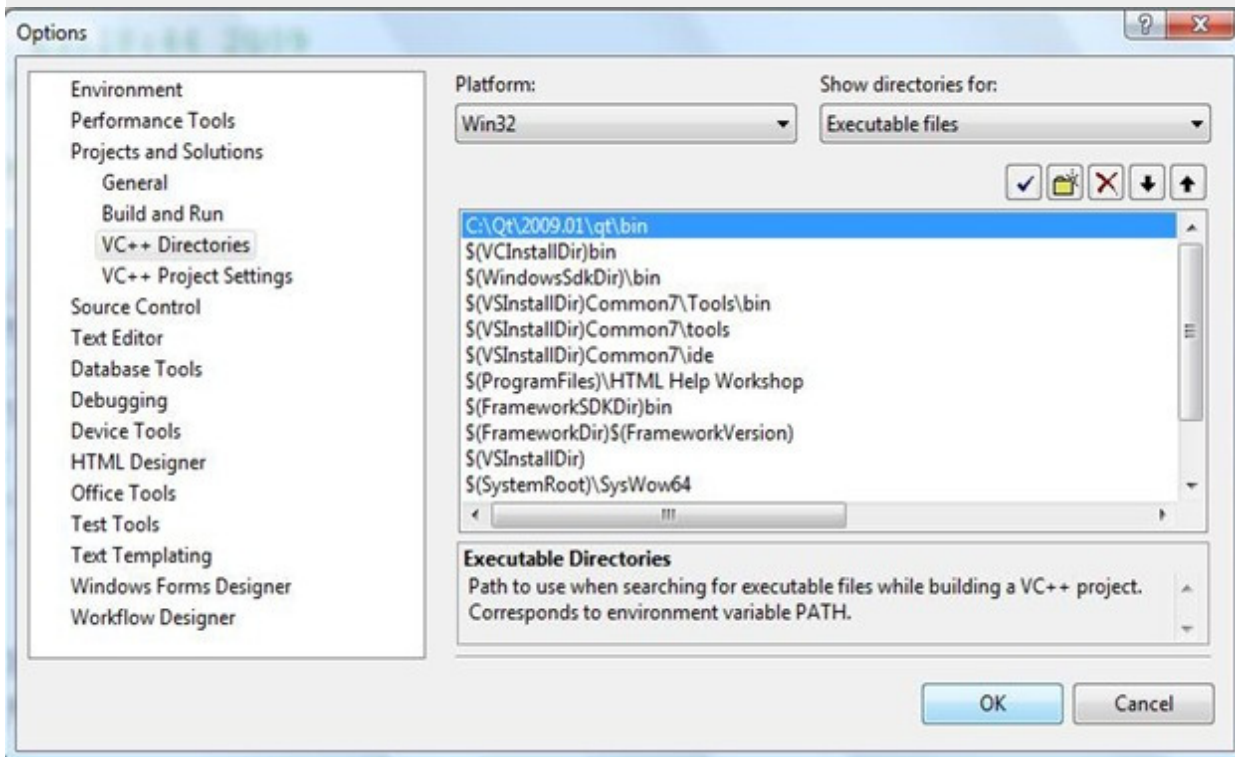 Options
Environment
Performance Tools
Projects and Solutions
General
Build and Run
VC++ Directories
VC++ Project Settings
Source Control
Text Editor
Database Tools
Debugging
Device Tools
HTML Designer
Office Tools
Test Tools
Text Templating
Windows Forms Designer
Workflow Designer
Platform:
Win32
Show directories for:
Executable files
C:\Qt\2009.01\qt\bin
$(VCInstallDir)bin
$(WindowsSdkDir)\bin
$(VSInstallDir)Common7\Tools\bin
$(VSInstallDir)Common7\tools
$(VSInstallDir)Common7\ide
$(ProgramFiles)\HTML Help Workshop
$(FrameworkSDKDir)bin
$(FrameworkDir)$(FrameworkVersion)
$(VSInstallDir)
$(SystemRoot)\SysWow64
Executable Directories
Path to use when searching for executable files while building a VC++ project.
Corresponds to environment variable PATH.
OK
Cancel